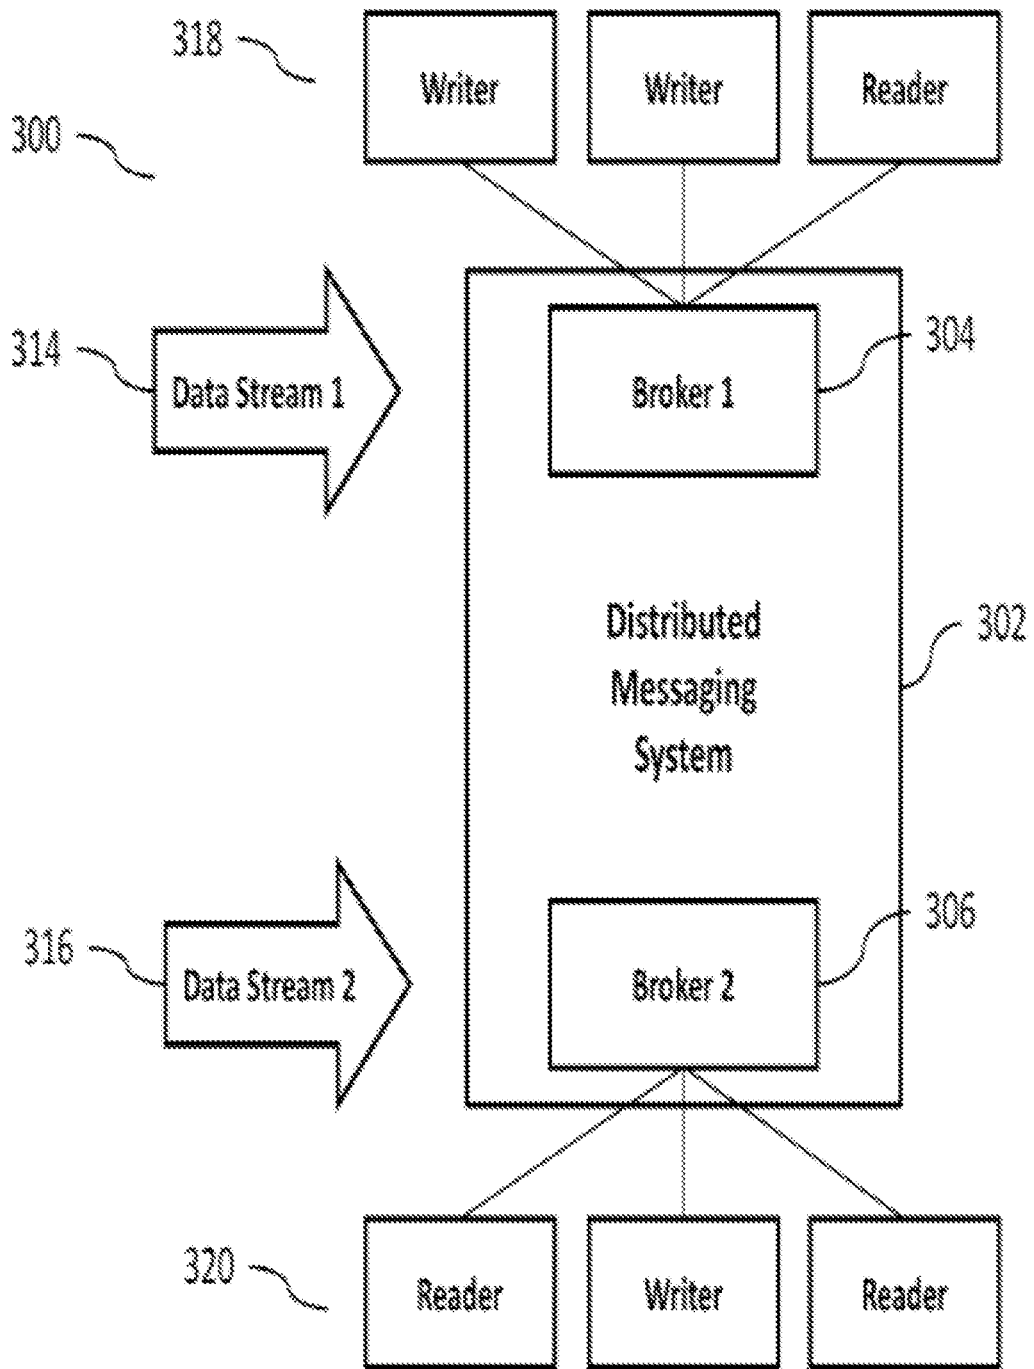 318
Writer
Writer
Reader
300
314
Data Stream 1
Broker 1
304
Distributed
Messaging
System
302
316
Data Stream 2
Broker 2
306
320
Reader
Writer
Reader